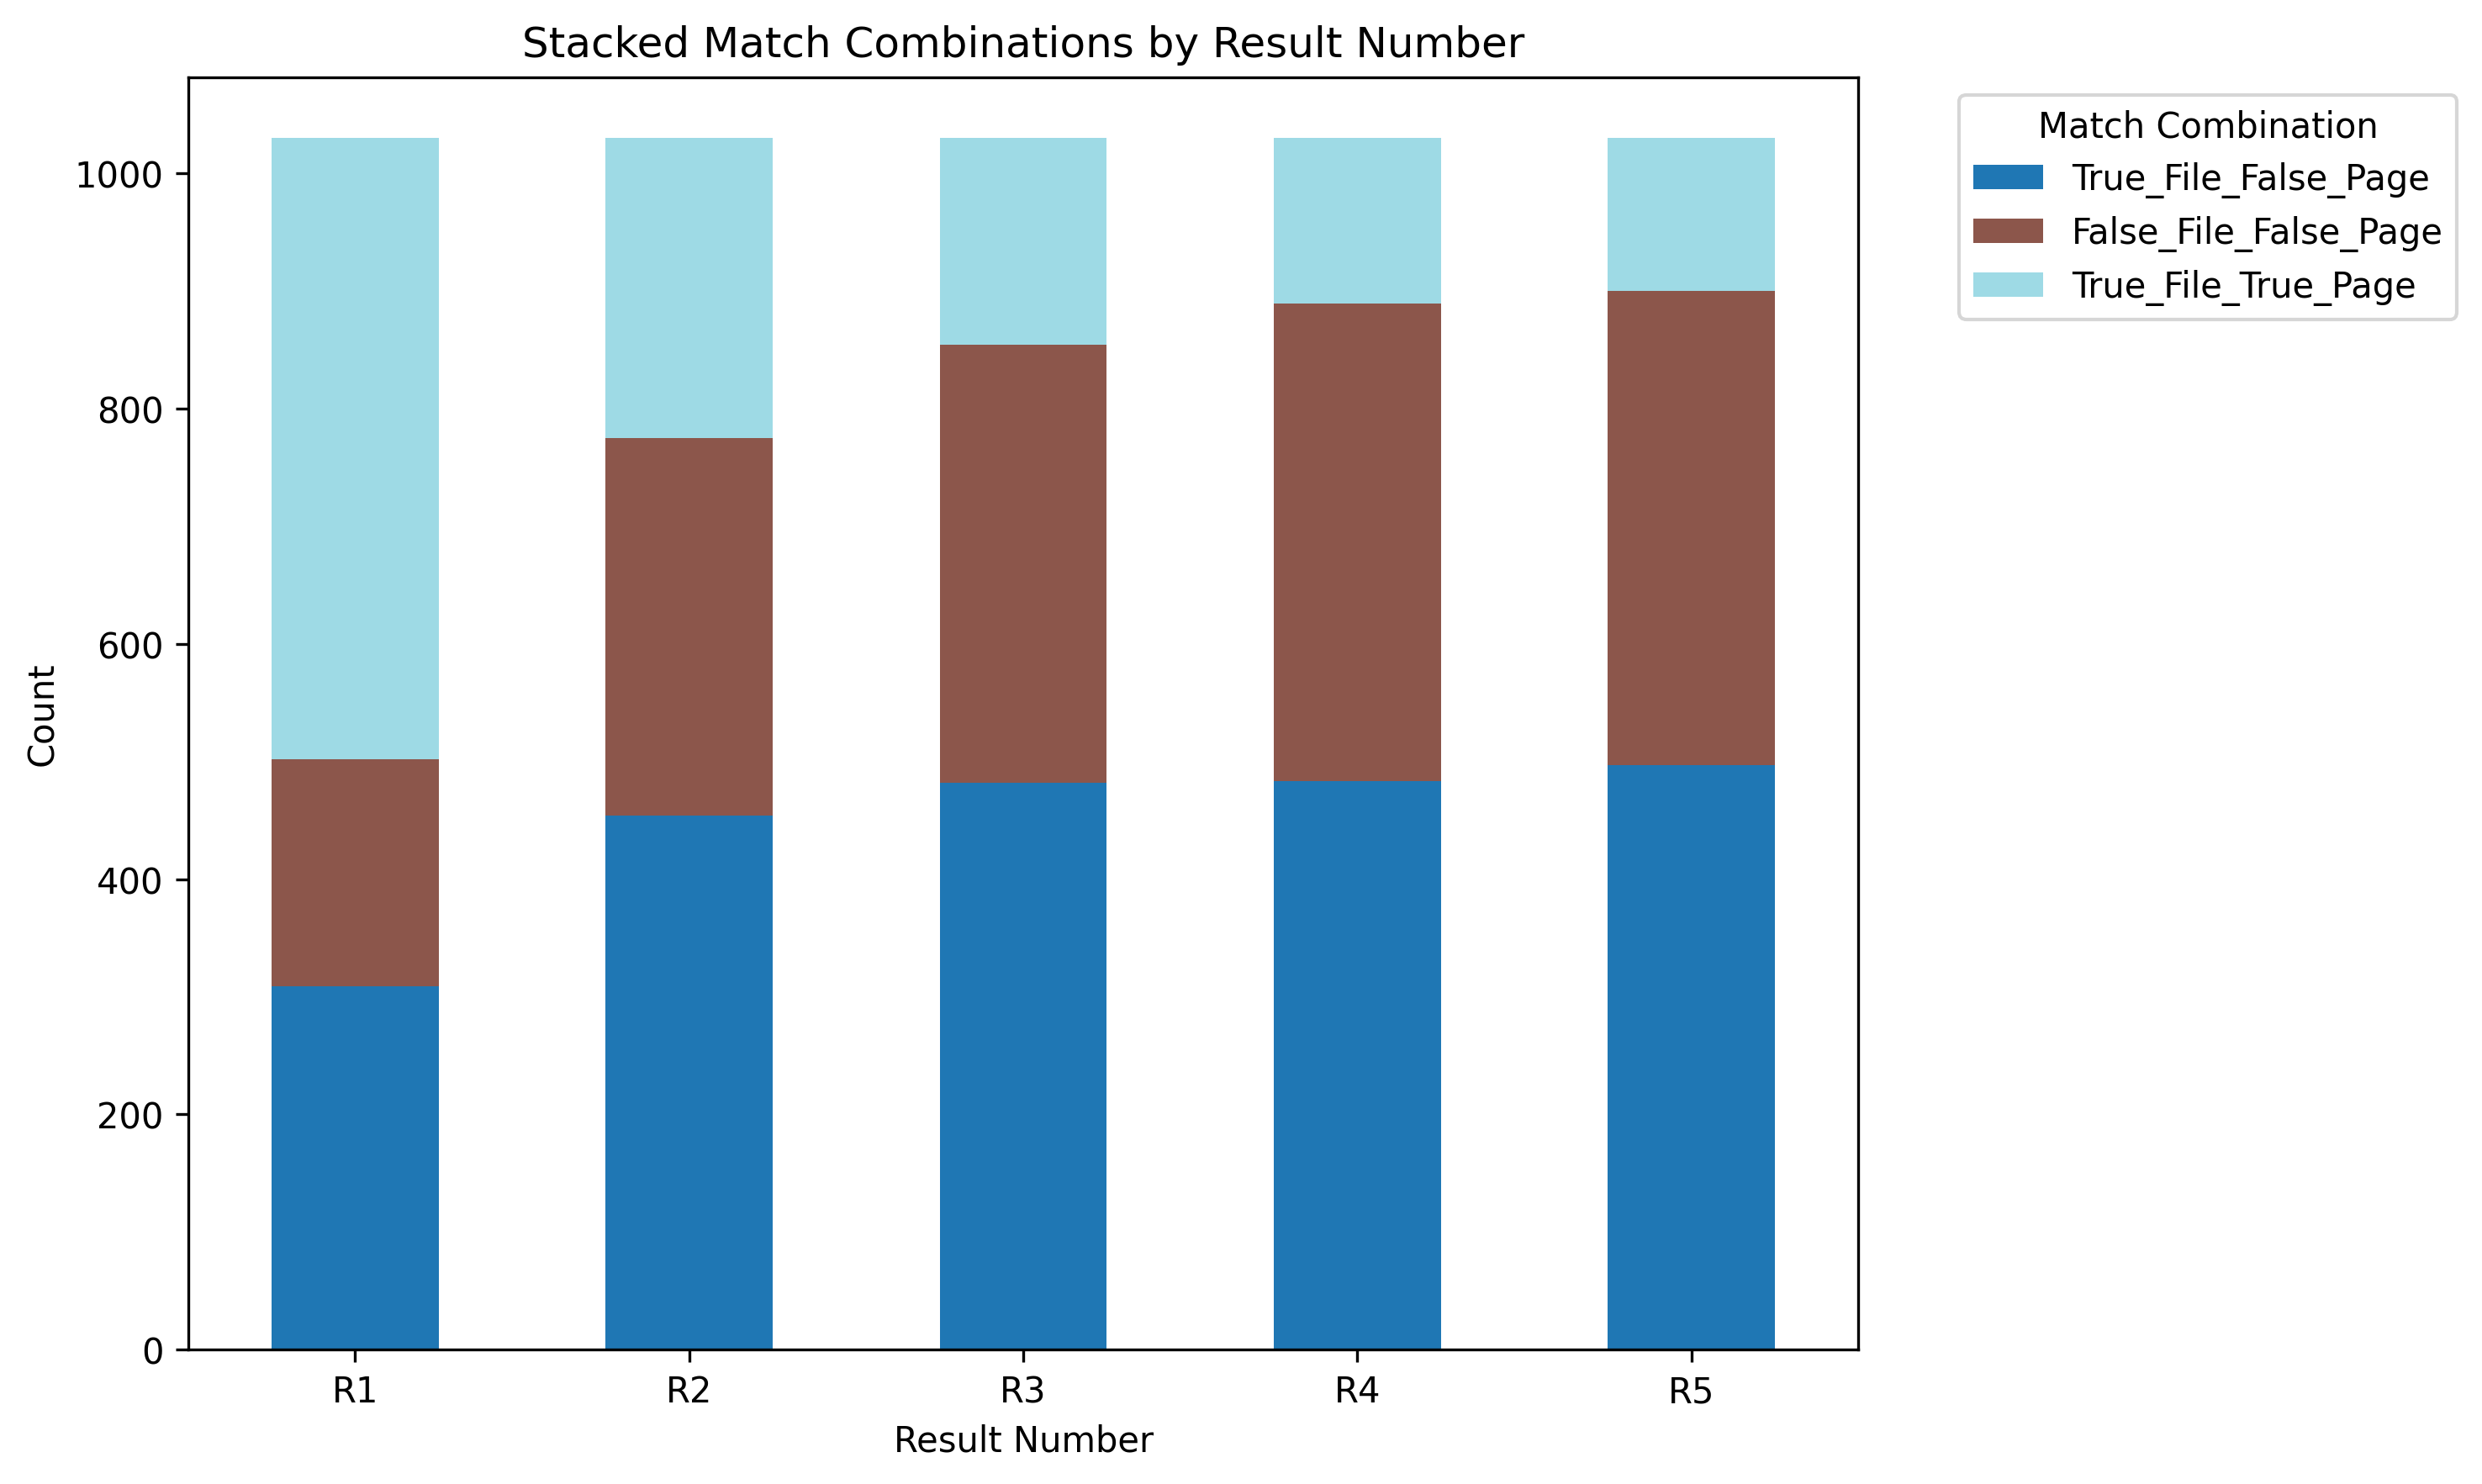 Stacked Match Combinations by Result Number
Match Combination
True_File_False_Page
False_File_False_Page
True_File_True_Page
Count
1000
800
600
400
200
0
R1 R2 R3 R4 R5
Result Number